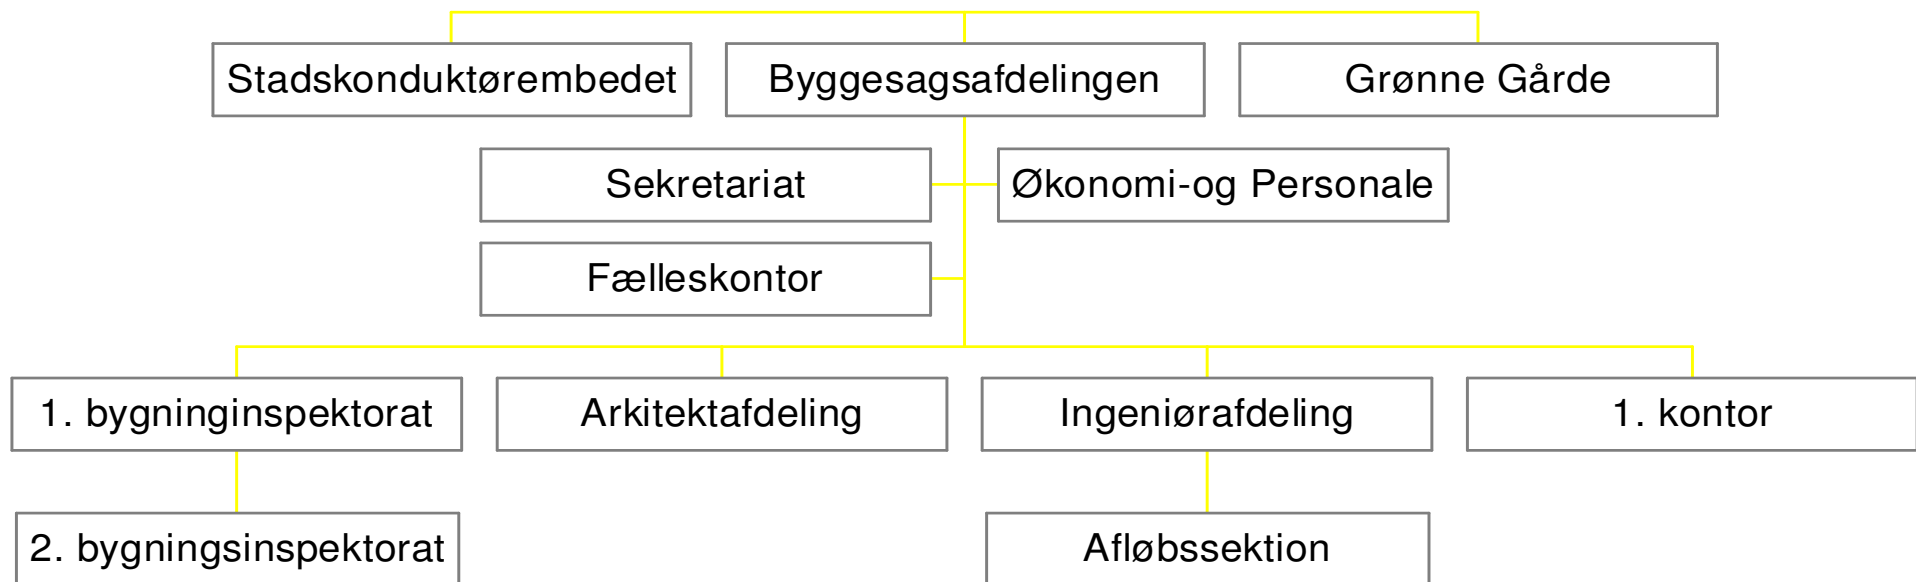 Stadskonduktørembedet
Byggesagsafdelingen
Grønne Gårde
Sekretariat
Økonomi-og Personale
Fælleskontor
1. bygninginspektorat
Arkitektafdeling
Ingeniørafdeling
1. kontor
2. bygningsinspektorat
Afløbssektion